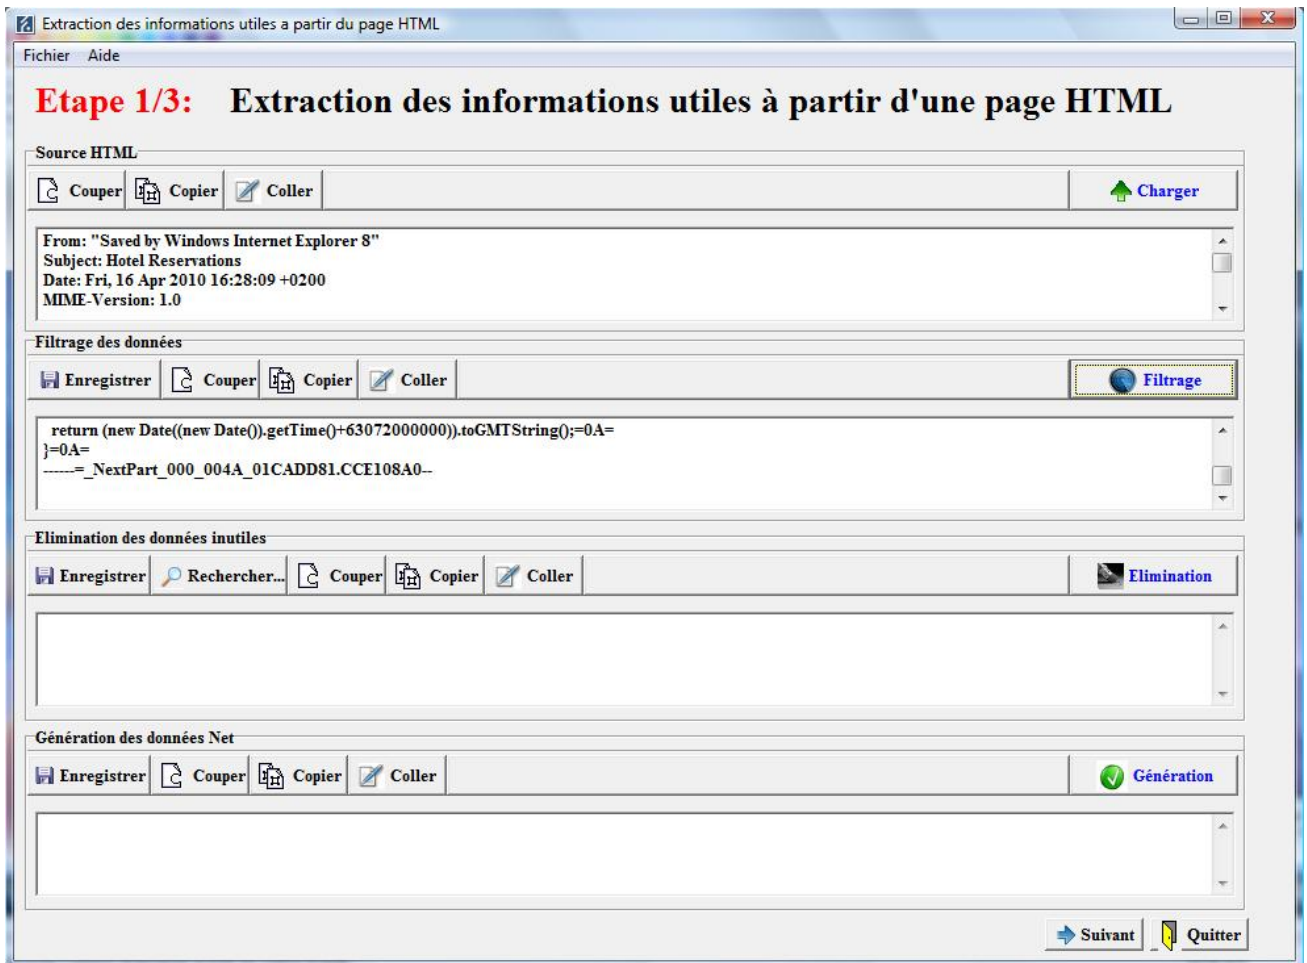 Extraction des informations utiles a partir du page HTML
Fichier Aide
Etape 1/3: Extraction des informations utiles à partir d'une page HTML
Source HTML
Couper Copier Coller Charger
From: "Saved by Windows Internet Explorer 8"
Subject: Hotel Reservations
Date: Fri, 16 Apr 2010 16:28:09 +0200
MIME-Version: 1.0
Filtrage des données
Enregistrer Couper Copier Coller Filtrage
return (new Date((new Date()).getTime()+63072000000)).toGMTString();=0A=
}=0A=
------=_NextPart_000_004A_01CADD81.CCE108A0--
Elimination des données inutiles
Enregistrer Rechercher... Couper Copier Coller Elimination
Génération des données Net
Enregistrer Couper Copier Coller Génération
Suivant Quitter